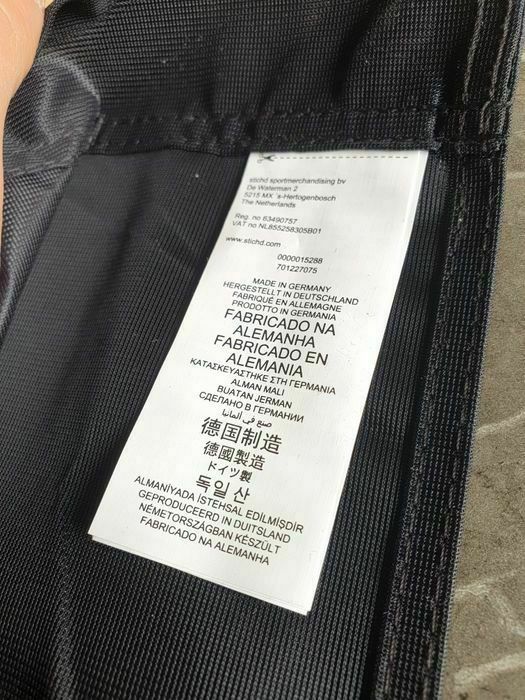 stichd sportmerchandising bv
De Waterman 2
5215 MX 's-Hertogenbosch
The Netherlands
Reg. no 63490757
VAT no NL855258305B01
www.stichd.com
0000015288
701227075
MADE IN GERMANY
HERGESTELLT IN DEUTSCHLAND
FABRIQUÉ EN ALLEMAGNE
PRODOTTO IN GERMANIA
FABRICADO NA
ALEMANHA
FABRICADO EN
ALEMANIA
ΚΑΤΑΣΚΕΥΑΣΤΗΚΕ ΣΤΗ ΓΕΡΜΑΝΙΑ
ALMAN MALI
BUATAN JERMAN
СДЕЛАНО В ГЕРМАНИИ
صنع في ألمانيا
德国制造
德國製造
ドイツ製
독일 산
ALMANİYADA İSTEHSAL EDİLMİŞDİR
GEPRODUCEERD IN DUITSLAND
NÉMETORSZÁGBAN KÉSZÜLT
FABRICADO NA ALEMANHA